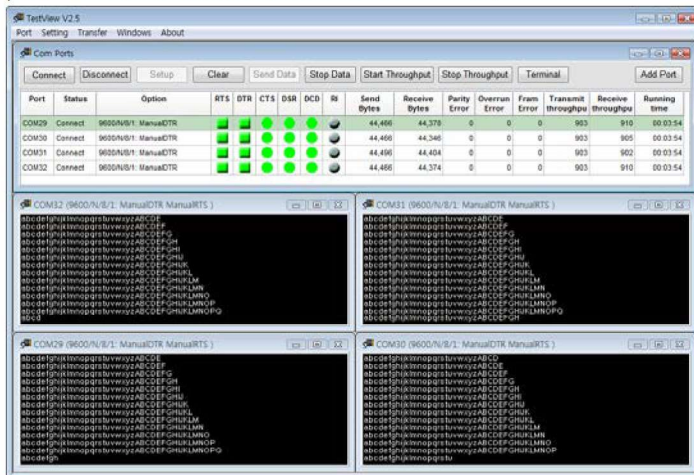 TestView V2.5
Port Setting Transfer Windows About
Com Ports
Connect Disconnect Setup Clear Send Data Stop Data Start Throughput Stop Throughput Terminal Add Port
Port Status Option RTS DTR CTS DSR DCD RI Send Bytes Receive Bytes Parity Error Overrun Error Fram Error Transmit throughpu Receive throughpu Running time
COM29 Connect 9600/N/8/1: ManualDTR 44,466 44,378 0 0 0 903 910 00:03:54
COM30 Connect 9600/N/8/1: ManualDTR 44,466 44,346 0 0 0 903 905 00:03:54
COM31 Connect 9600/N/8/1: ManualDTR 44,496 44,404 0 0 0 903 902 00:03:54
COM32 Connect 9600/N/8/1: ManualDTR 44,466 44,374 0 0 0 903 910 00:03:54
COM32 (9600/N/8/1: ManualDTR ManualRTS )
abcdefghijklmnopqrstuvwxyzABCDE
abcdefghijklmnopqrstuvwxyzABCDEF
abcdefghijklmnopqrstuvwxyzABCDEFG
abcdefghijklmnopqrstuvwxyzABCDEFGH
abcdefghijklmnopqrstuvwxyzABCDEFGHI
abcdefghijklmnopqrstuvwxyzABCDEFGHIJ
abcdefghijklmnopqrstuvwxyzABCDEFGHIJK
abcdefghijklmnopqrstuvwxyzABCDEFGHIJKL
abcdefghijklmnopqrstuvwxyzABCDEFGHIJKLM
abcdefghijklmnopqrstuvwxyzABCDEFGHIJKLMN
abcdefghijklmnopqrstuvwxyzABCDEFGHIJKLMNO
abcdefghijklmnopqrstuvwxyzABCDEFGHIJKLMNOP
abcdefghijklmnopqrstuvwxyzABCDEFGHIJKLMNOPQ
abcd
COM31 (9600/N/8/1: ManualDTR ManualRTS )
abcdefghijklmnopqrstuvwxyzABCDE
abcdefghijklmnopqrstuvwxyzABCDEF
abcdefghijklmnopqrstuvwxyzABCDEFG
abcdefghijklmnopqrstuvwxyzABCDEFGH
abcdefghijklmnopqrstuvwxyzABCDEFGHI
abcdefghijklmnopqrstuvwxyzABCDEFGHIJ
abcdefghijklmnopqrstuvwxyzABCDEFGHIJK
abcdefghijklmnopqrstuvwxyzABCDEFGHIJKL
abcdefghijklmnopqrstuvwxyzABCDEFGHIJKLM
abcdefghijklmnopqrstuvwxyzABCDEFGHIJKLMN
abcdefghijklmnopqrstuvwxyzABCDEFGHIJKLMNO
abcdefghijklmnopqrstuvwxyzABCDEFGHIJKLMNOP
abcdefghijklmnopqrstuvwxyzABCDEFGHIJKLMNOPQ
abcdefghijklmnopqrstuvwxyzABCDEFGH
COM29 (9600/N/8/1: ManualDTR ManualRTS )
abcdefghijklmnopqrstuvwxyzABCDE
abcdefghijklmnopqrstuvwxyzABCDEF
abcdefghijklmnopqrstuvwxyzABCDEFG
abcdefghijklmnopqrstuvwxyzABCDEFGH
abcdefghijklmnopqrstuvwxyzABCDEFGHI
abcdefghijklmnopqrstuvwxyzABCDEFGHIJ
abcdefghijklmnopqrstuvwxyzABCDEFGHIJK
abcdefghijklmnopqrstuvwxyzABCDEFGHIJKL
abcdefghijklmnopqrstuvwxyzABCDEFGHIJKLM
abcdefghijklmnopqrstuvwxyzABCDEFGHIJKLMN
abcdefghijklmnopqrstuvwxyzABCDEFGHIJKLMNO
abcdefghijklmnopqrstuvwxyzABCDEFGHIJKLMNOP
abcdefghijklmnopqrstuvwxyzABCDEFGHIJKLMNOPQ
abcdefgh
COM30 (9600/N/8/1: ManualDTR ManualRTS )
abcdefghijklmnopqrstuvwxyzABCD
abcdefghijklmnopqrstuvwxyzABCDE
abcdefghijklmnopqrstuvwxyzABCDEF
abcdefghijklmnopqrstuvwxyzABCDEFG
abcdefghijklmnopqrstuvwxyzABCDEFGH
abcdefghijklmnopqrstuvwxyzABCDEFGHI
abcdefghijklmnopqrstuvwxyzABCDEFGHIJ
abcdefghijklmnopqrstuvwxyzABCDEFGHIJK
abcdefghijklmnopqrstuvwxyzABCDEFGHIJKL
abcdefghijklmnopqrstuvwxyzABCDEFGHIJKLM
abcdefghijklmnopqrstuvwxyzABCDEFGHIJKLMN
abcdefghijklmnopqrstuvwxyzABCDEFGHIJKLMNO
abcdefghijklmnopqrstuvwxyzABCDEFGHIJKLMNOP
abcdefghijklmnopqrstuv